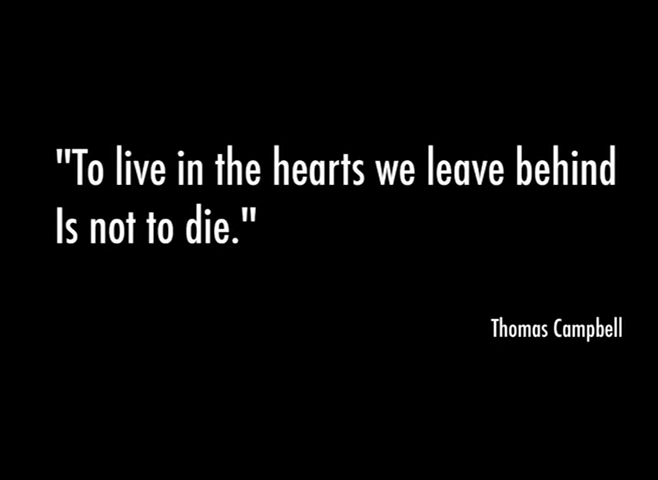 "To live in the hearts we leave behind
Is not to die."
Thomas Campbell